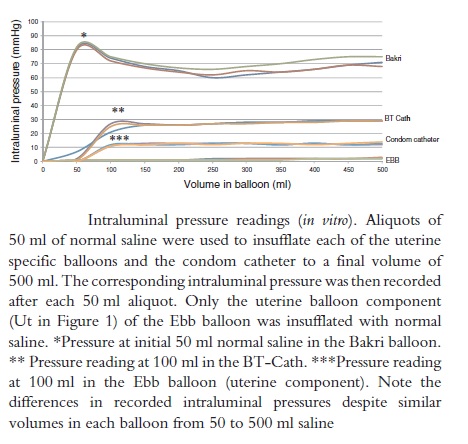 Intraluminal pressure (mmHg)
100
90
80
70
60
50
40
30
20
10
0
*
**
***
Bakri
BT Cath
Condom catheter
EBB
0 50 100 150 200 250 300 350 400 450 500
Volume in balloon (ml)
Intraluminal pressure readings (in vitro). Aliquots of
50 ml of normal saline were used to insufflate each of the uterine
specific balloons and the condom catheter to a final volume of
500 ml. The corresponding intraluminal pressure was then recorded
after each 50 ml aliquot. Only the uterine balloon component
(Ut in Figure 1) of the Ebb balloon was insufflated with normal
saline. *Pressure at initial 50 ml normal saline in the Bakri balloon.
** Pressure reading at 100 ml in the BT-Cath. ***Pressure reading
at 100 ml in the Ebb balloon (uterine component). Note the
differences in recorded intraluminal pressures despite similar
volumes in each balloon from 50 to 500 ml saline